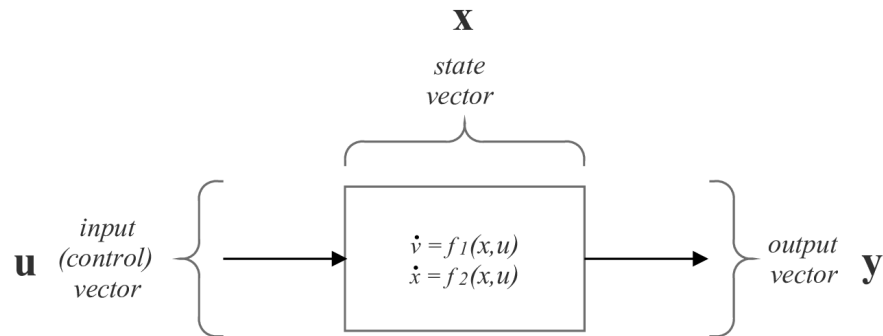 x
state
vector
u
input
(control)
vector
v̇ = f1(x,u)
ẋ = f2(x,u)
output
vector
y